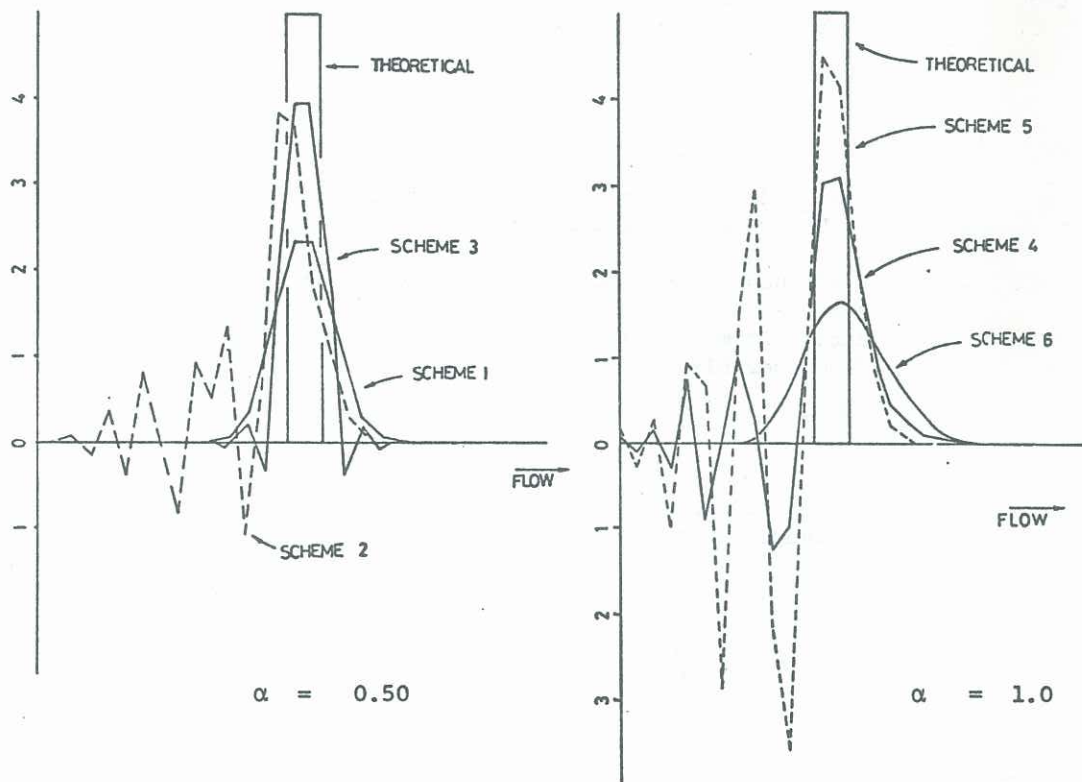 THEORETICAL
4
3
SCHEME 3
2
1
SCHEME 1
0
FLOW
1
SCHEME 2
α = 0.50
THEORETICAL
4
SCHEME 5
3
SCHEME 4
2
SCHEME 6
1
0
FLOW
1
2
3
α = 1.0